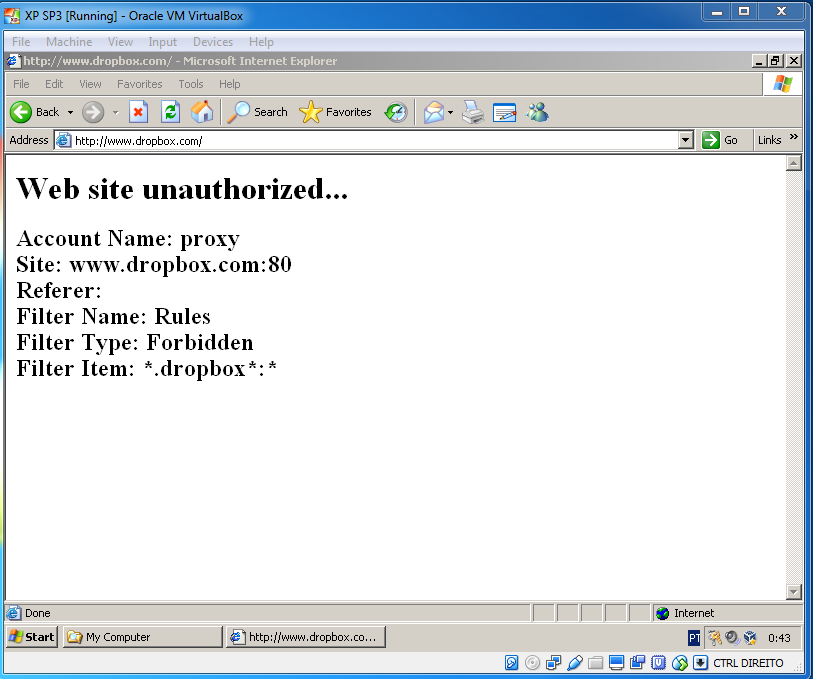 XP SP3 [Running] - Oracle VM VirtualBox
File Machine View Input Devices Help
http://www.dropbox.com/ - Microsoft Internet Explorer
File Edit View Favorites Tools Help
Back Search Favorites
Address http://www.dropbox.com/ Go Links »
Web site unauthorized...
Account Name: proxy
Site: www.dropbox.com:80
Referer:
Filter Name: Rules
Filter Type: Forbidden
Filter Item: *.dropbox*:*
Done Internet
Start My Computer http://www.dropbox.co... PT 0:43
CTRL DIREITO